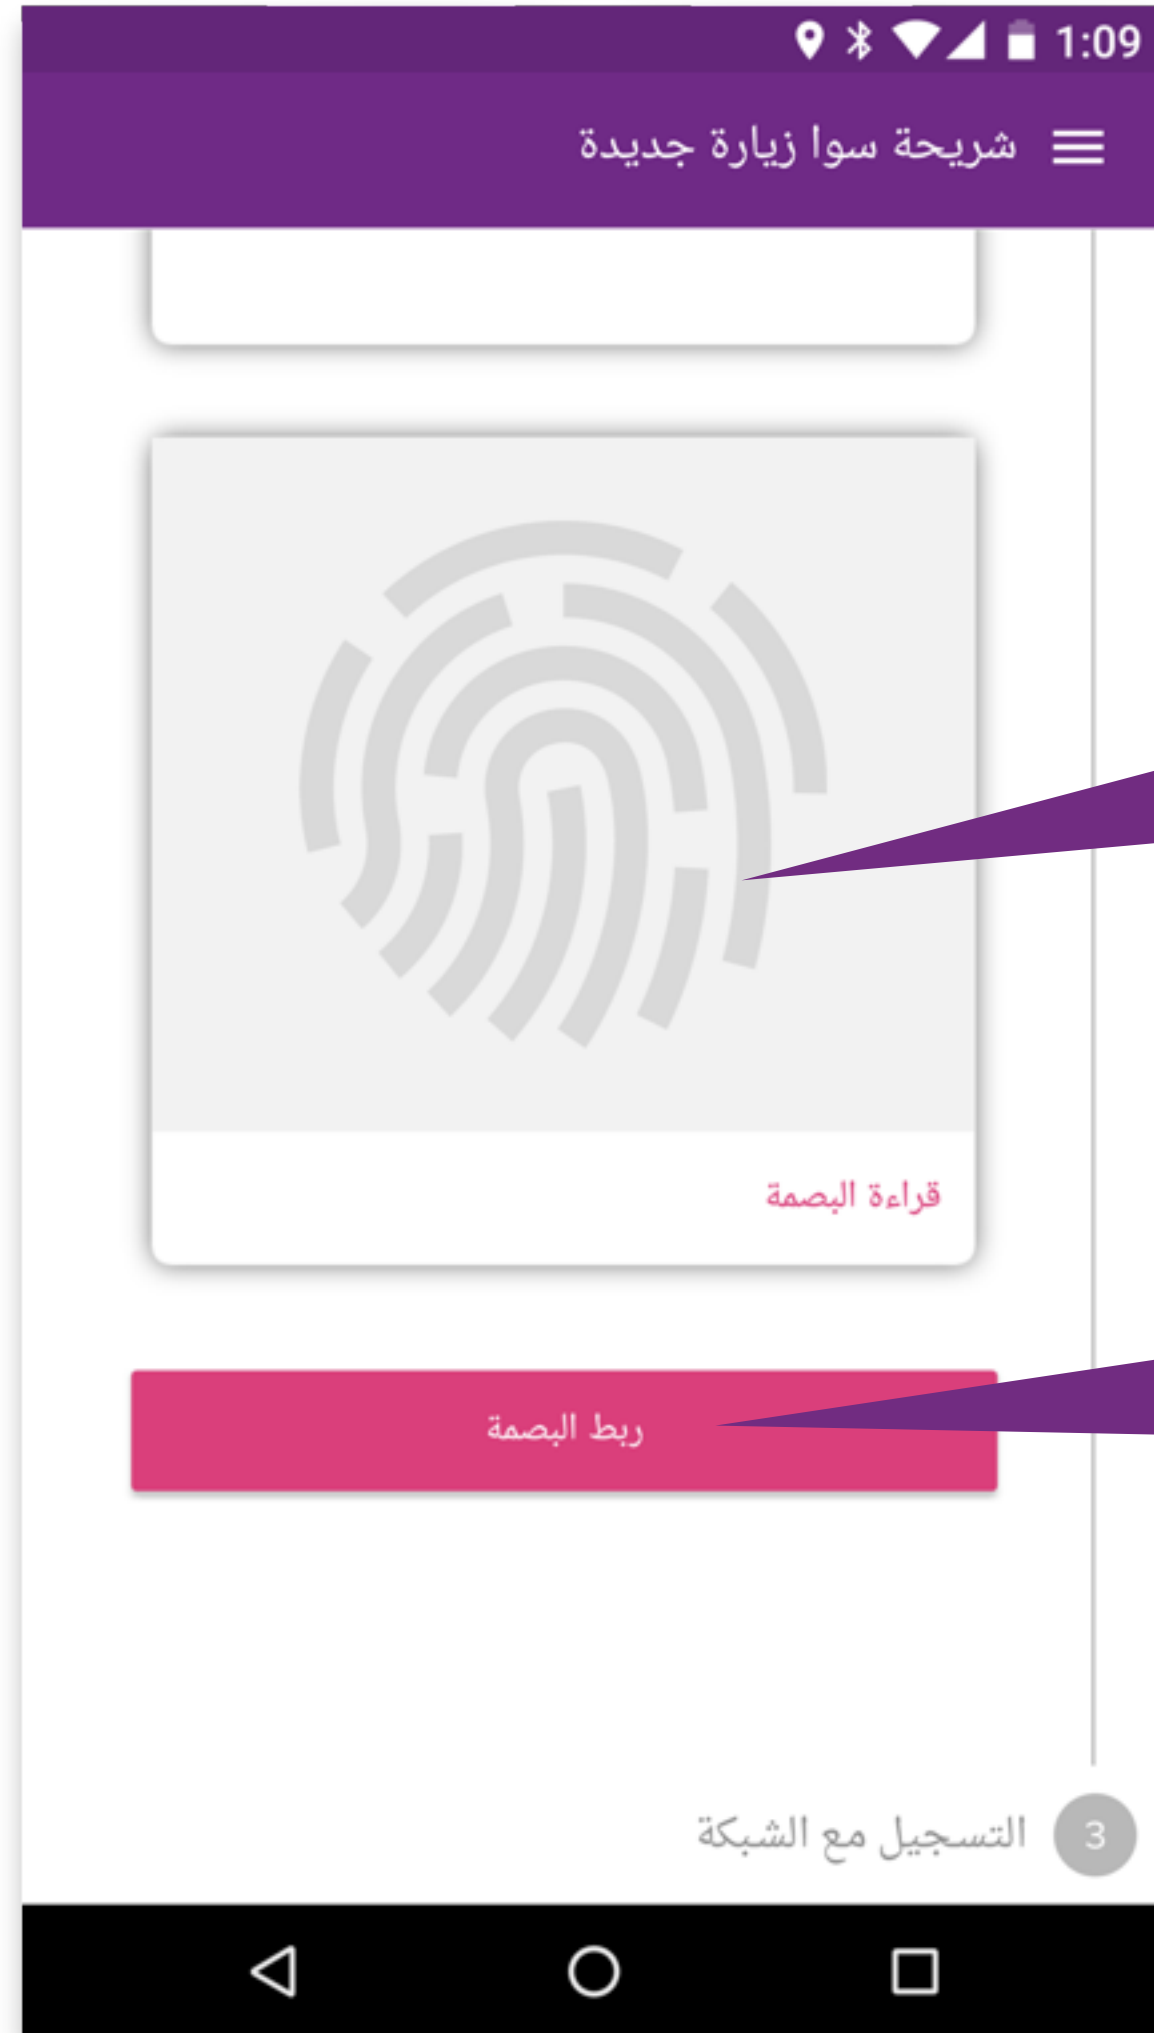 1:09
شريحة سوا زيارة جديدة
قراءة البصمة
ربط البصمة
3 التسجيل مع الشبكة